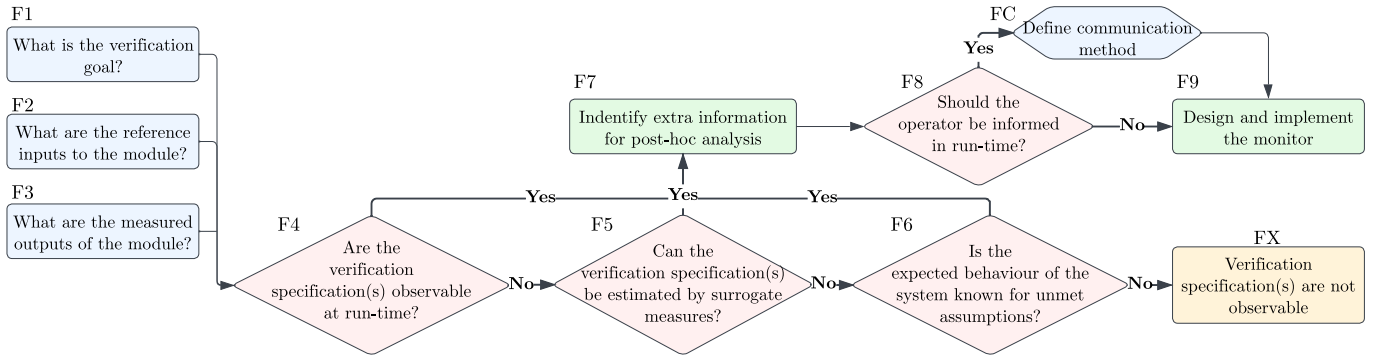 F1
What is the verification
goal?
F2
What are the reference
inputs to the module?
F3
What are the measured
outputs of the module?
F4
Are the
verification
specification(s) observable
at run-time?
No
Yes
F5
Can the
verification specification(s)
be estimated by surrogate
measures?
No
Yes
F6
Is the
expected behaviour of the
system known for unmet
assumptions?
No
Yes
FX
Verification
specification(s) are not
observable
F7
Indentify extra information
for post-hoc analysis
F8
Should the
operator be informed
in run-time?
Yes
No
FC
Define communication
method
F9
Design and implement
the monitor